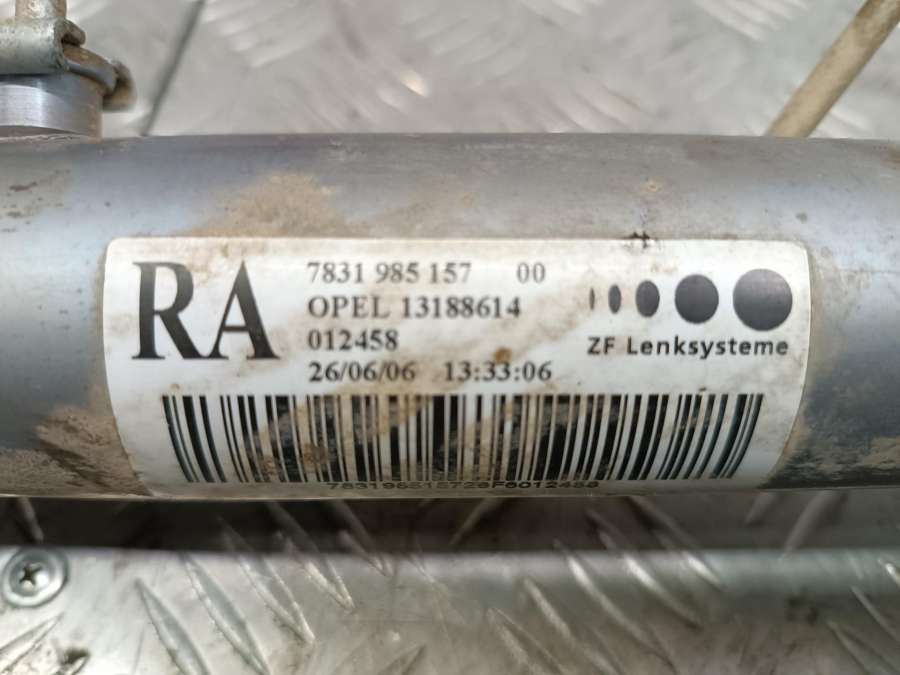 RA
7831 985 157 00
OPEL 13188614
012458
26/06/06 13:33:06
ZF Lenksysteme